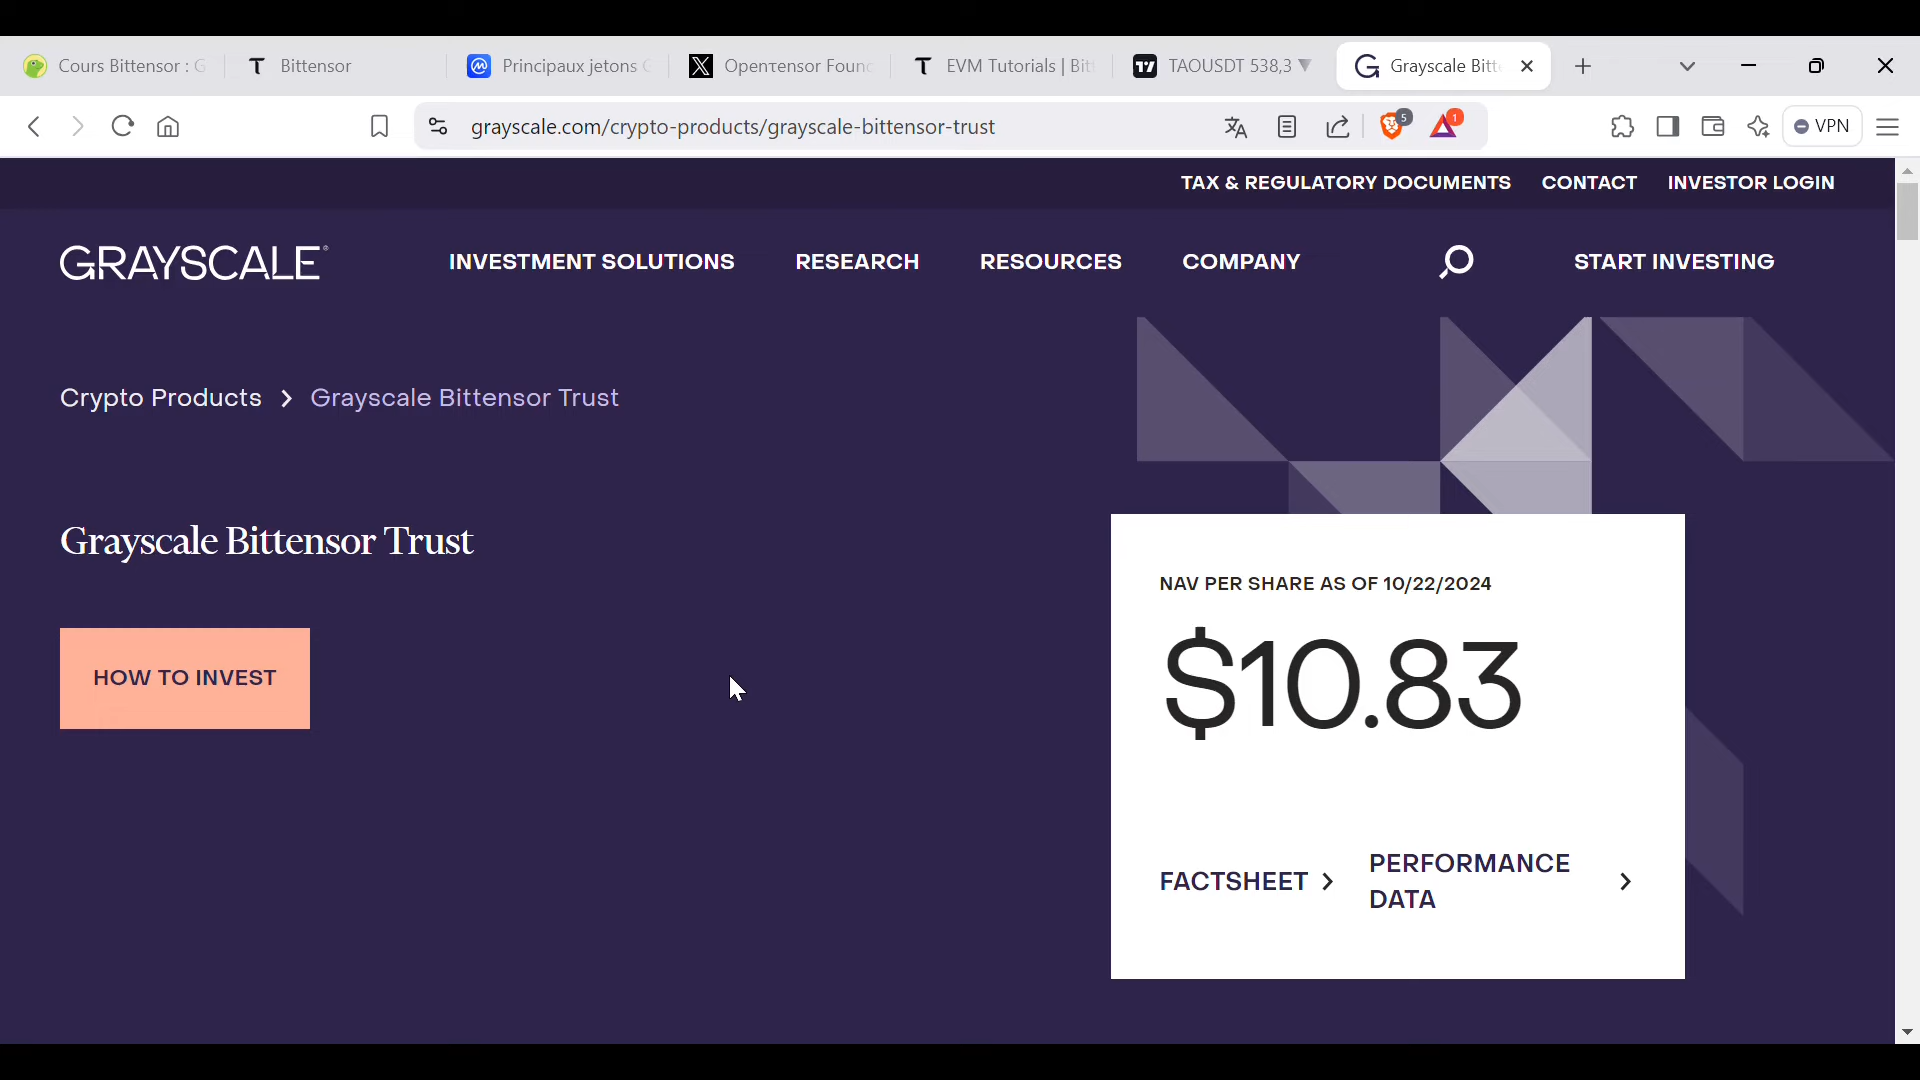 Cours Bittensor : G
Bittensor
Principaux jetons
Openτensor Foun
EVM Tutorials | Bit
TAOUSDT 538,3
Grayscale Bitt
grayscale.com/crypto-products/grayscale-bittensor-trust
5
1
VPN
TAX & REGULATORY DOCUMENTS
CONTACT
INVESTOR LOGIN
GRAYSCALE®
INVESTMENT SOLUTIONS
RESEARCH
RESOURCES
COMPANY
START INVESTING
Crypto Products > Grayscale Bittensor Trust
Grayscale Bittensor Trust
HOW TO INVEST
NAV PER SHARE AS OF 10/22/2024
$10.83
FACTSHEET >
PERFORMANCE
DATA >